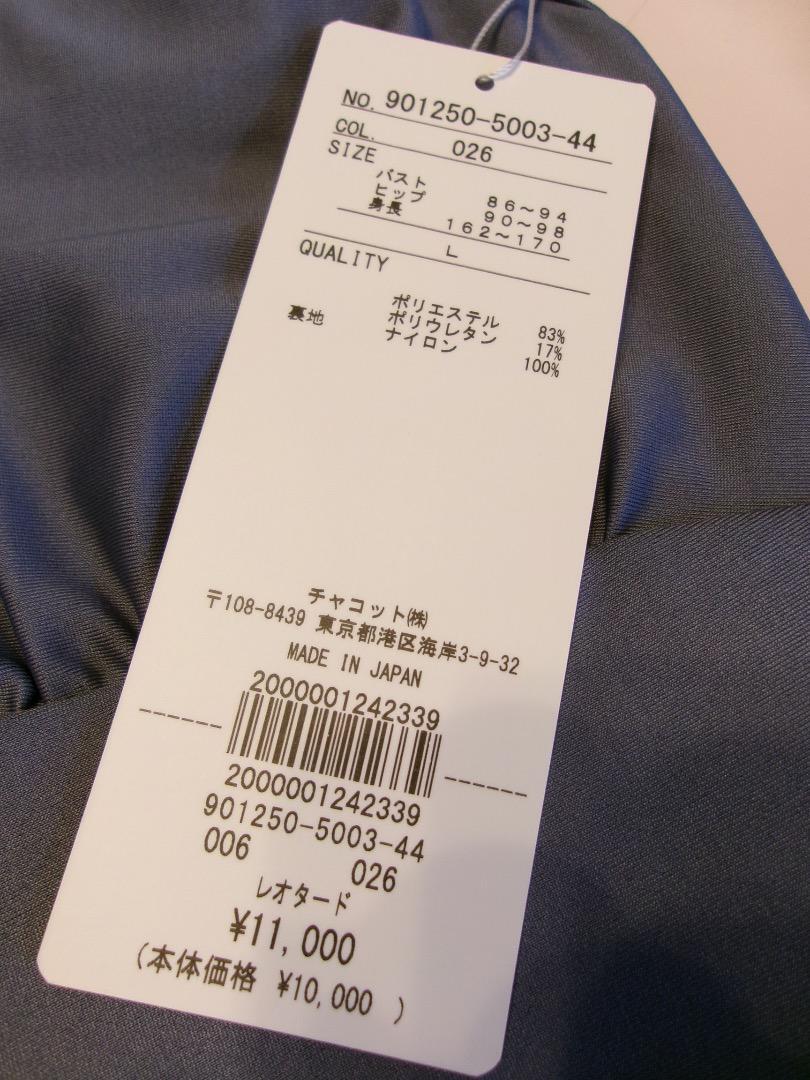 NO. 901250-5003-44
COL. 026
SIZE
バスト 86～94
ヒップ 90～98
身長 162～170
L
QUALITY
ポリエステル 83%
ポリウレタン 17%
裏地 ナイロン 100%
チャコット㈱
〒108-8439 東京都港区海岸3-9-32
MADE IN JAPAN
2000001242339
2000001242339
901250-5003-44
006 026
レオタード
¥11,000
(本体価格 ¥10,000 )